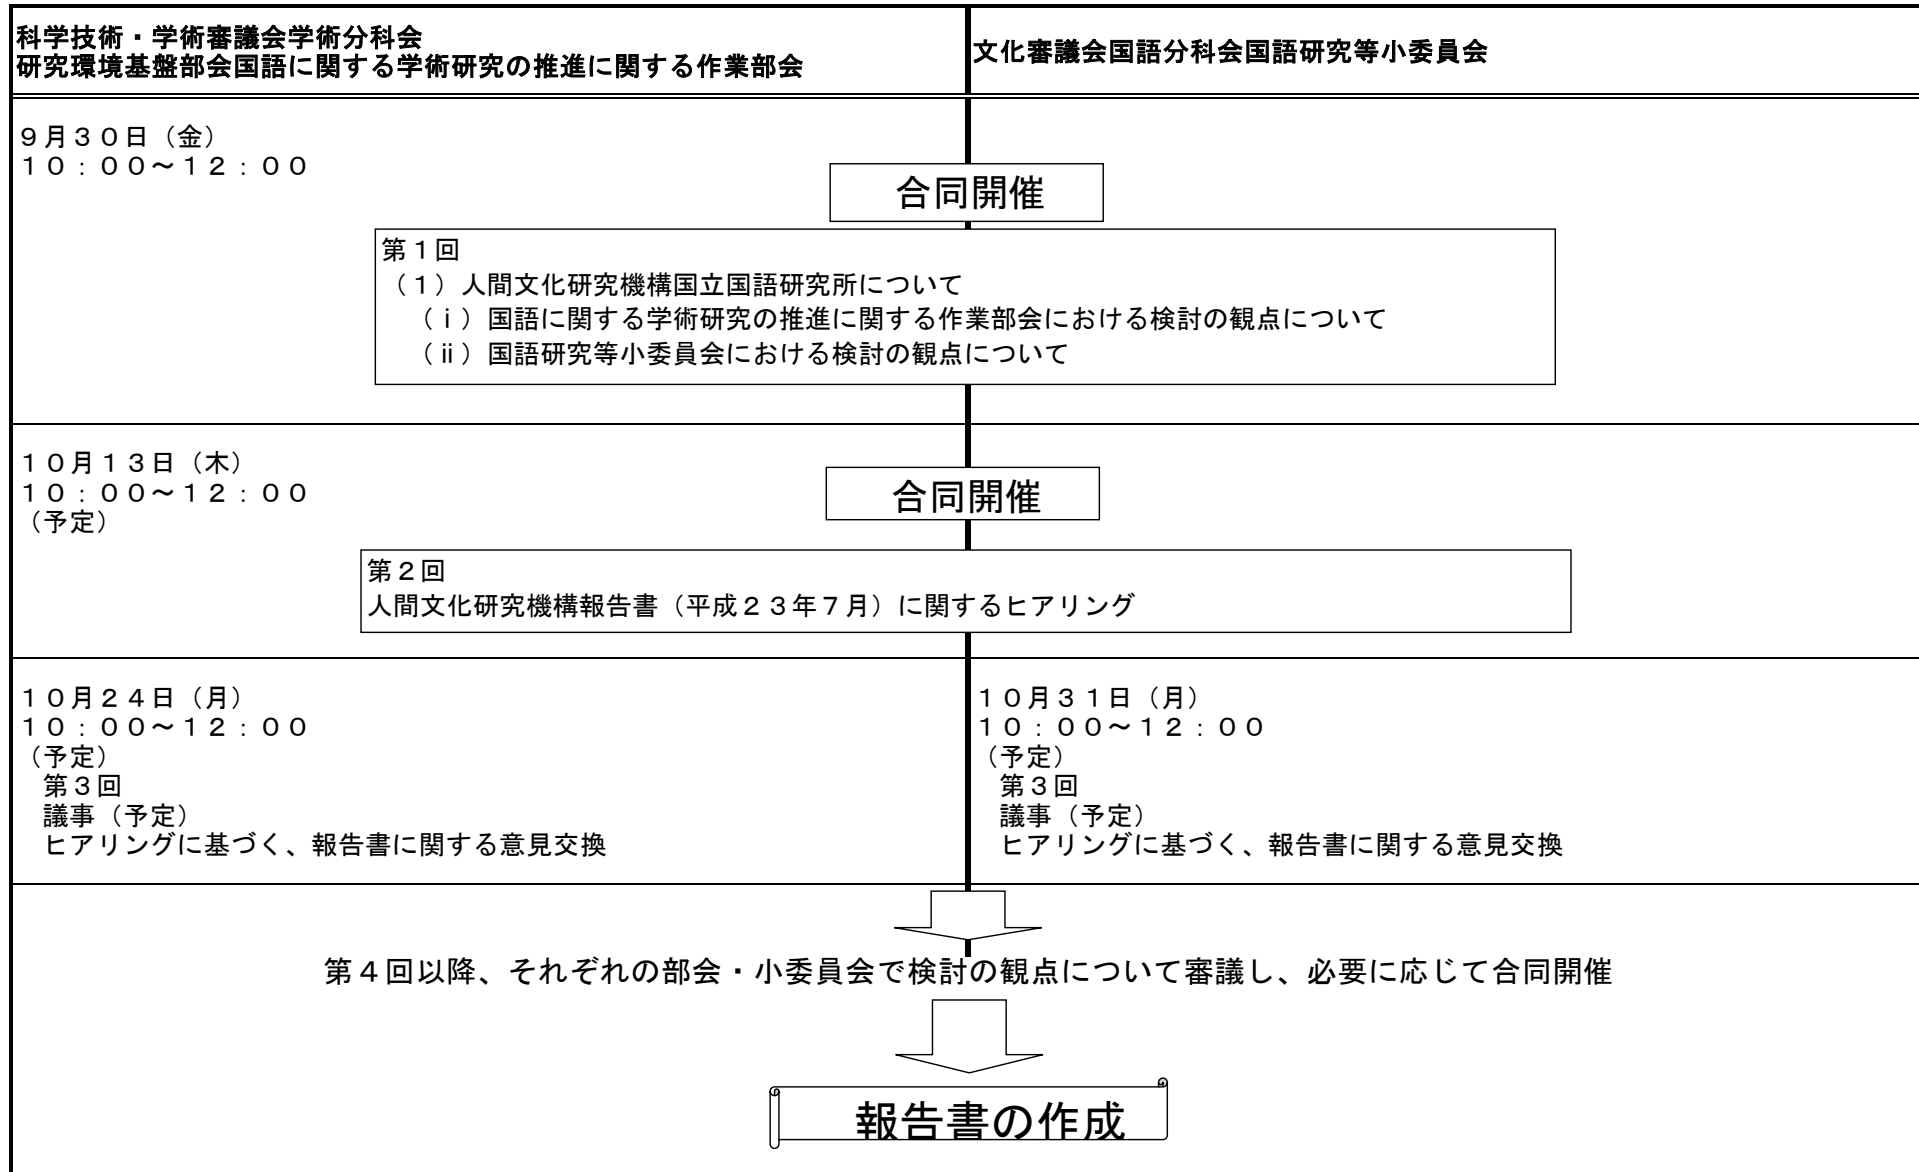 科学技術・学術審議会学術分科会
研究環境基盤部会国語に関する学術研究の推進に関する作業部会
文化審議会国語分科会国語研究等小委員会
９月３０日（金）
１０：００～１２：００
合同開催
第１回
（１）人間文化研究機構国立国語研究所について
（ⅰ）国語に関する学術研究の推進に関する作業部会における検討の観点について
（ⅱ）国語研究等小委員会における検討の観点について
１０月１３日（木）
１０：００～１２：００
（予定）
合同開催
第２回
人間文化研究機構報告書（平成２３年７月）に関するヒアリング
１０月２４日（月）
１０：００～１２：００
（予定）
第３回
議事（予定）
ヒアリングに基づく、報告書に関する意見交換
１０月３１日（月）
１０：００～１２：００
（予定）
第３回
議事（予定）
ヒアリングに基づく、報告書に関する意見交換
第４回以降、それぞれの部会・小委員会で検討の観点について審議し、必要に応じて合同開催
報告書の作成